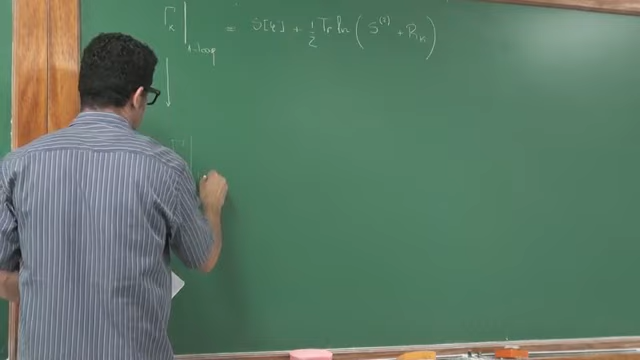 Γ_k |_{1-loop} = S[φ] + 1/2 Tr ln ( S^{(2)} + R_k )